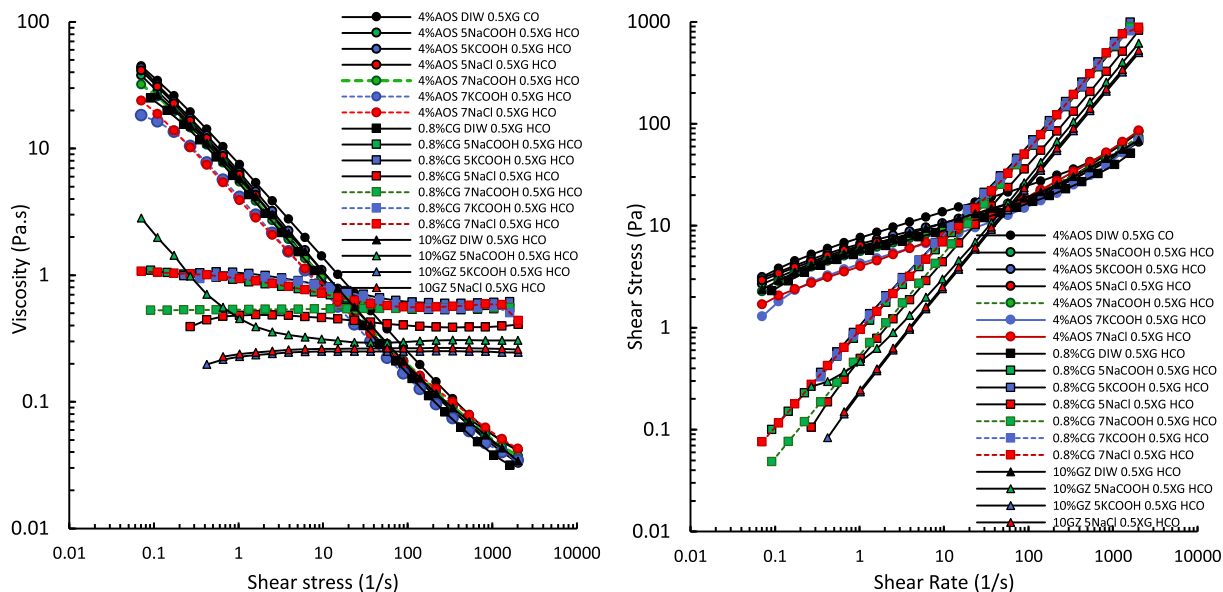 100
10
1
0.1
0.01
0.01
0.1
1
10
100
1000
10000
Viscosity (Pa.s)
Shear stress (1/s)
4%AOS DIW 0.5XG CO
4%AOS 5NaCOOH 0.5XG HCO
4%AOS 5KCOOH 0.5XG HCO
4%AOS 5NaCl 0.5XG HCO
4%AOS 7NaCOOH 0.5XG HCO
4%AOS 7KCOOH 0.5XG HCO
4%AOS 7NaCl 0.5XG HCO
0.8%CG DIW 0.5XG HCO
0.8%CG 5NaCOOH 0.5XG HCO
0.8%CG 5KCOOH 0.5XG HCO
0.8%CG 5NaCl 0.5XG HCO
0.8%CG 7NaCOOH 0.5XG HCO
0.8%CG 7KCOOH 0.5XG HCO
0.8%CG 7NaCl 0.5XG HCO
10%GZ DIW 0.5XG HCO
10%GZ 5NaCOOH 0.5XG HCO
10%GZ 5KCOOH 0.5XG HCO
10GZ 5NaCl 0.5XG HCO
1000
100
10
1
0.1
0.01
0.01
0.1
1
10
100
1000
10000
Shear Stress (Pa)
Shear Rate (1/s)
4%AOS DIW 0.5XG CO
4%AOS 5NaCOOH 0.5XG HCO
4%AOS 5KCOOH 0.5XG HCO
4%AOS 5NaCl 0.5XG HCO
4%AOS 7NaCOOH 0.5XG HCO
4%AOS 7KCOOH 0.5XG HCO
4%AOS 7NaCl 0.5XG HCO
0.8%CG DIW 0.5XG HCO
0.8%CG 5NaCOOH 0.5XG HCO
0.8%CG 5KCOOH 0.5XG HCO
0.8%CG 5NaCl 0.5XG HCO
0.8%CG 7NaCOOH 0.5XG HCO
0.8%CG 7KCOOH 0.5XG HCO
0.8%CG 7NaCl 0.5XG HCO
10%GZ DIW 0.5XG HCO
10%GZ 5NaCOOH 0.5XG HCO
10%GZ 5KCOOH 0.5XG HCO
10GZ 5NaCl 0.5XG HCO